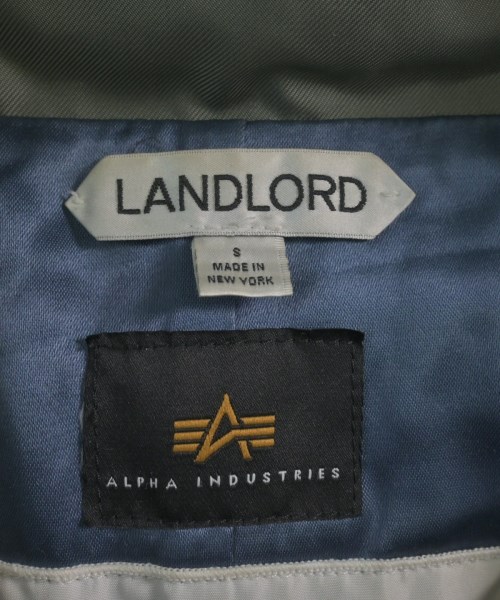 LANDLORD
S
MADE IN
NEW YORK
ALPHA INDUSTRIES